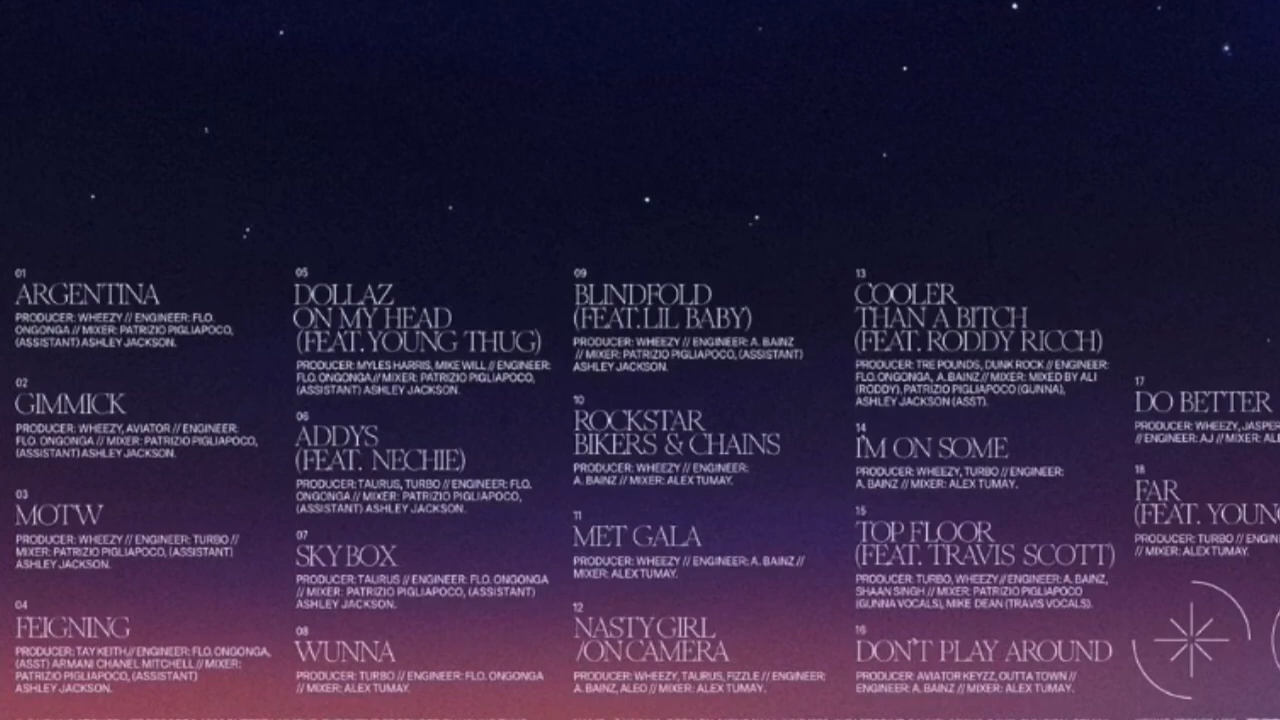 01
ARGENTINA
PRODUCER: WHEEZY // ENGINEER: FLO.
ONGONGA // MIXER: PATRIZIO PIGLIAPOCO,
(ASSISTANT) ASHLEY JACKSON.
02
GIMMICK
PRODUCER: WHEEZY, AVIATOR // ENGINEER:
FLO. ONGONGA // MIXER: PATRIZIO PIGLIAPOCO,
(ASSISTANT) ASHLEY JACKSON.
03
MOTW
PRODUCER: WHEEZY // ENGINEER: TURBO //
MIXER: PATRIZIO PIGLIAPOCO, (ASSISTANT)
ASHLEY JACKSON.
04
FEIGNING
PRODUCER: TAY KEITH // ENGINEER: FLO. ONGONGA,
(ASST) ARMANI CHANEL MITCHELL // MIXER:
PATRIZIO PIGLIAPOCO, (ASSISTANT)
ASHLEY JACKSON.
05
DOLLAZ
ON MY HEAD
(FEAT. YOUNG THUG)
PRODUCER: MYLES HARRIS, MIKE WILL // ENGINEER:
FLO. ONGONGA // MIXER: PATRIZIO PIGLIAPOCO,
(ASSISTANT) ASHLEY JACKSON.
06
ADDYS
(FEAT. NECHIE)
PRODUCER: TAURUS, TURBO // ENGINEER: FLO.
ONGONGA // MIXER: PATRIZIO PIGLIAPOCO,
(ASSISTANT) ASHLEY JACKSON.
07
SKYBOX
PRODUCER: TAURUS // ENGINEER: FLO. ONGONGA
// MIXER: PATRIZIO PIGLIAPOCO, (ASSISTANT)
ASHLEY JACKSON.
08
WUNNA
PRODUCER: TURBO // ENGINEER: FLO. ONGONGA
// MIXER: ALEX TUMAY.
09
BLINDFOLD
(FEAT. LIL BABY)
PRODUCER: WHEEZY // ENGINEER: A. BAINZ
// MIXER: PATRIZIO PIGLIAPOCO, (ASSISTANT)
ASHLEY JACKSON.
10
ROCKSTAR
BIKERS & CHAINS
PRODUCER: WHEEZY // ENGINEER:
A. BAINZ // MIXER: ALEX TUMAY.
11
MET GALA
PRODUCER: WHEEZY // ENGINEER: A. BAINZ //
MIXER: ALEX TUMAY.
12
NASTY GIRL
/ON CAMERA
PRODUCER: WHEEZY, TAURUS, FIZZLE // ENGINEER:
A. BAINZ, ALEO // MIXER: ALEX TUMAY.
13
COOLER
THAN A BITCH
(FEAT. RODDY RICCH)
PRODUCER: TRE POUNDS, DUNK ROCK // ENGINEER:
FLO. ONGONGA, A. BAINZ // MIXER: MIXED BY ALI
(RODDY), PATRIZIO PIGLIAPOCO (GUNNA),
ASHLEY JACKSON (ASST).
14
I'M ON SOME
PRODUCER: WHEEZY, TURBO // ENGINEER:
A. BAINZ // MIXER: ALEX TUMAY.
15
TOP FLOOR
(FEAT. TRAVIS SCOTT)
PRODUCER: TURBO, WHEEZY // ENGINEER: A. BAINZ,
SHAAN SINGH // MIXER: PATRIZIO PIGLIAPOCO
(GUNNA VOCALS), MIKE DEAN (TRAVIS VOCALS).
16
DON'T PLAY AROUND
PRODUCER: AVIATOR KEYZZ, OUTTA TOWN //
ENGINEER: A. BAINZ // MIXER: ALEX TUMAY.
17
DO BETTER
PRODUCER: WHEEZY, JASPER
// ENGINEER: AJ // MIXER:
18
FAR
(FEAT. YOUNG
PRODUCER: TURBO //
// MIXER: ALEX TUMAY.